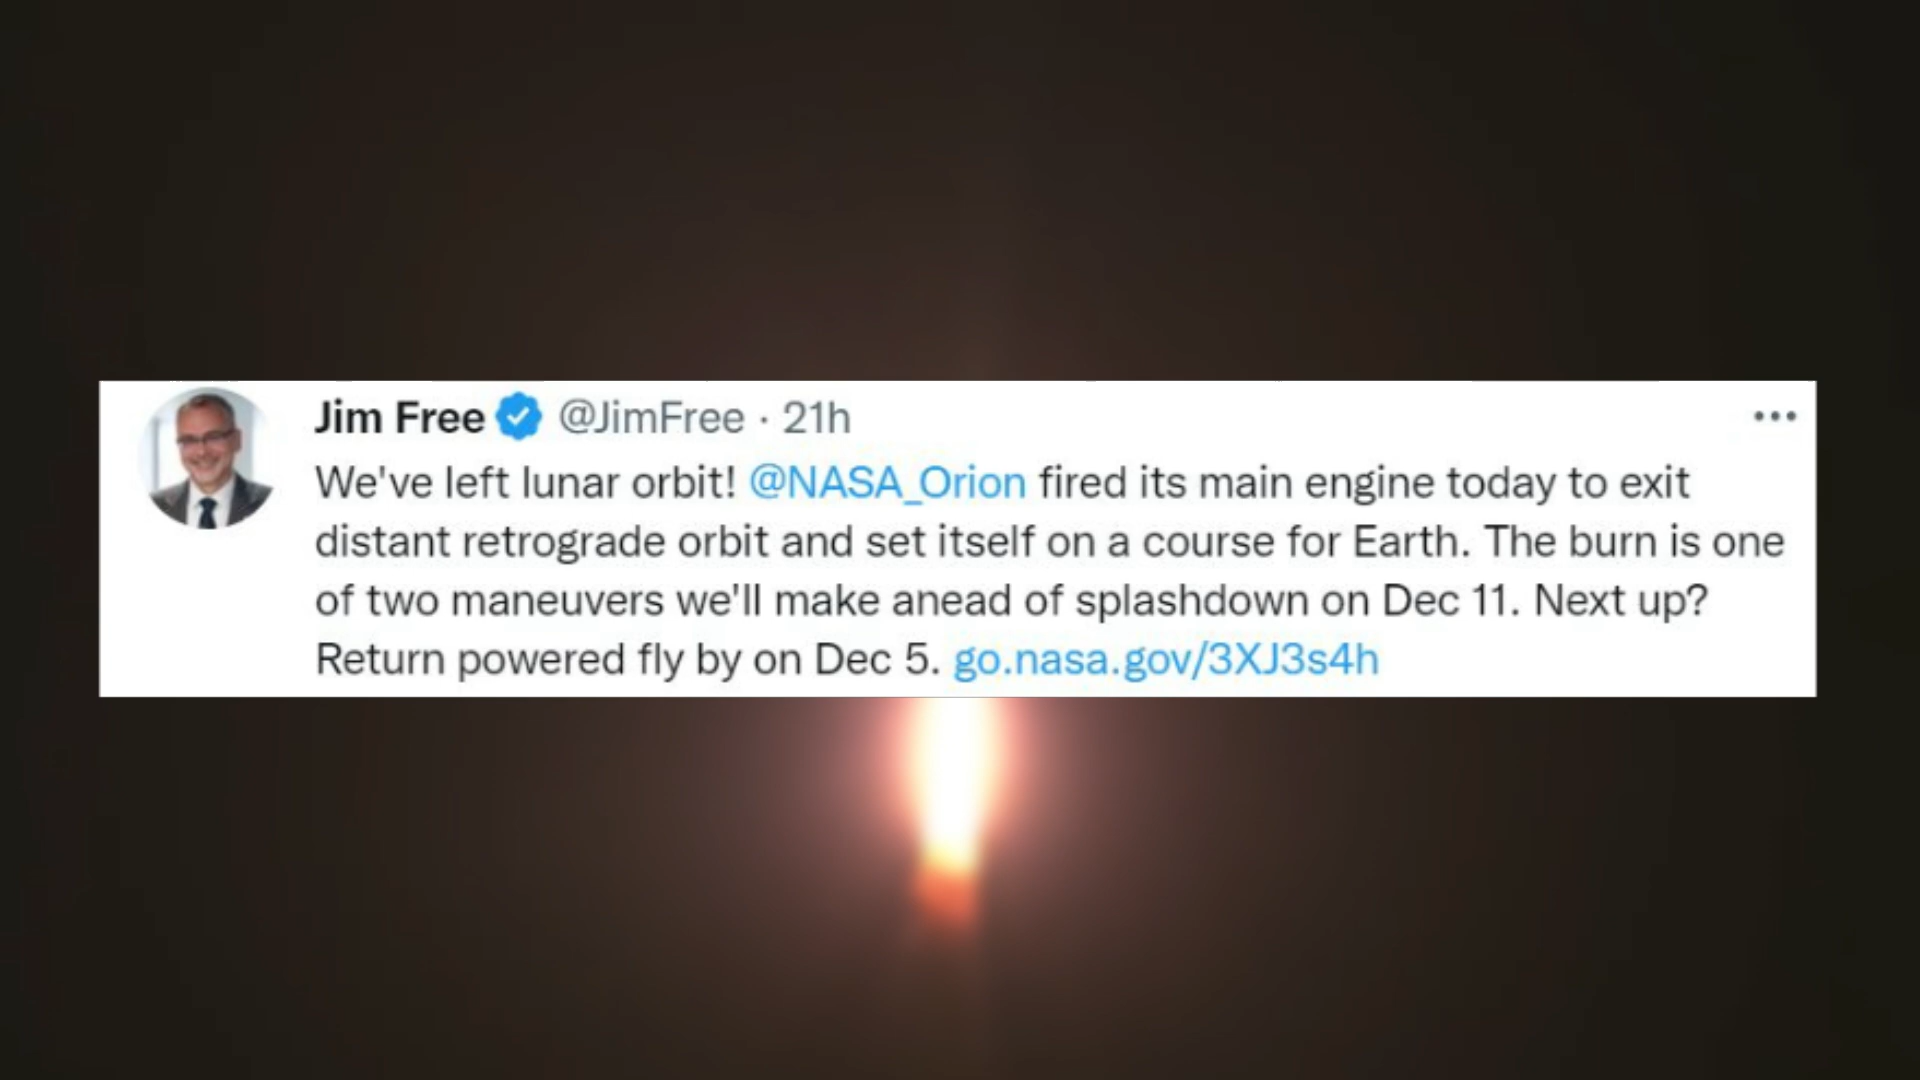 Jim Free @JimFree · 21h
We've left lunar orbit! @NASA_Orion fired its main engine today to exit
distant retrograde orbit and set itself on a course for Earth. The burn is one
of two maneuvers we'll make anead of splashdown on Dec 11. Next up?
Return powered fly by on Dec 5. go.nasa.gov/3XJ3s4h